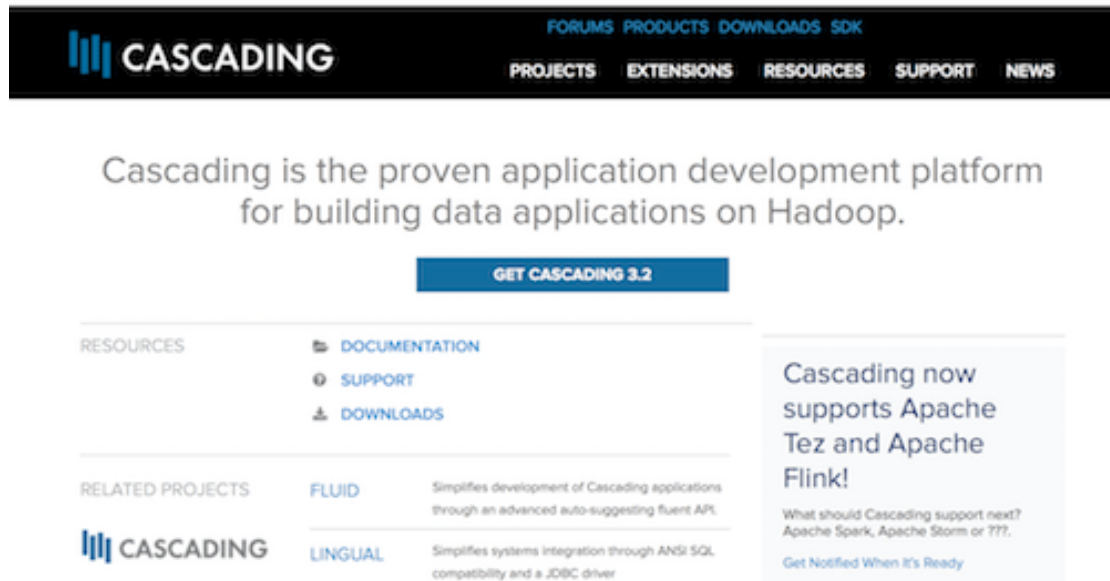 FORUMS PRODUCTS DOWNLOADS SDK
CASCADING
PROJECTS EXTENSIONS RESOURCES SUPPORT NEWS
Cascading is the proven application development platform
for building data applications on Hadoop.
GET CASCADING 3.2
RESOURCES
DOCUMENTATION
SUPPORT
DOWNLOADS
RELATED PROJECTS
CASCADING
FLUID
Simplifies development of Cascading applications
through an advanced auto-suggesting fluent API.
LINGUAL
Simplifies systems integration through ANSI SQL
compatibility and a JDBC driver
Cascading now
supports Apache
Tez and Apache
Flink!
What should Cascading support next?
Apache Spark, Apache Storm or ???.
Get Notified When It's Ready